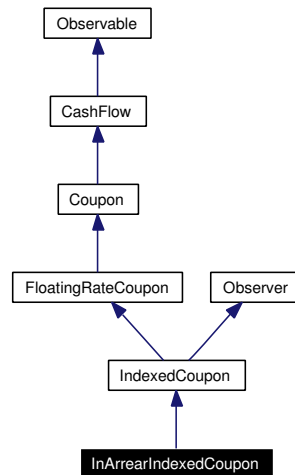 Observable
CashFlow
Coupon
FloatingRateCoupon
Observer
IndexedCoupon
InArrearIndexedCoupon